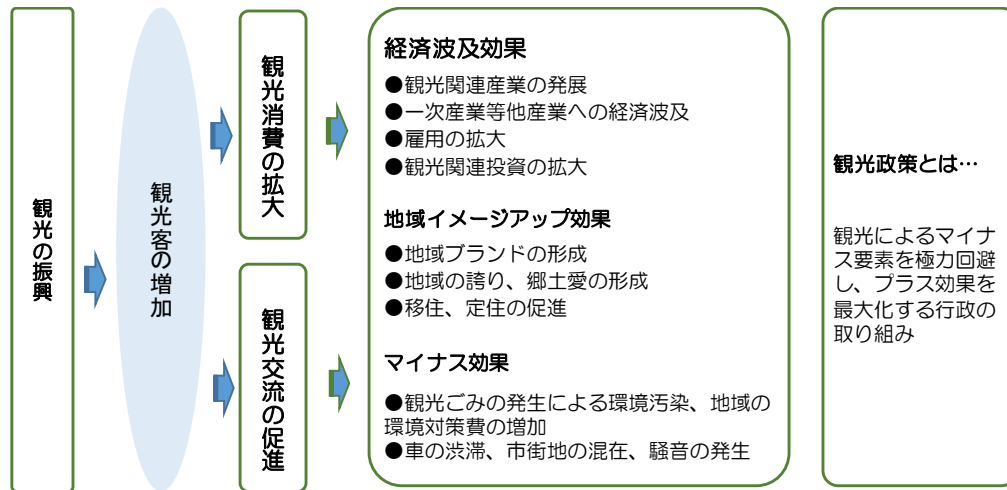 観光の振興
観光客の増加
観光消費の拡大
観光交流の促進
経済波及効果
●観光関連産業の発展
●一次産業等他産業への経済波及
●雇用の拡大
●観光関連投資の拡大
地域イメージアップ効果
●地域ブランドの形成
●地域の誇り、郷土愛の形成
●移住、定住の促進
マイナス効果
●観光ごみの発生による環境汚染、地域の
環境対策費の増加
●車の渋滞、市街地の混在、騒音の発生
観光政策とは…
観光によるマイナ
ス要素を極力回避
し、プラス効果を
最大化する行政の
取り組み